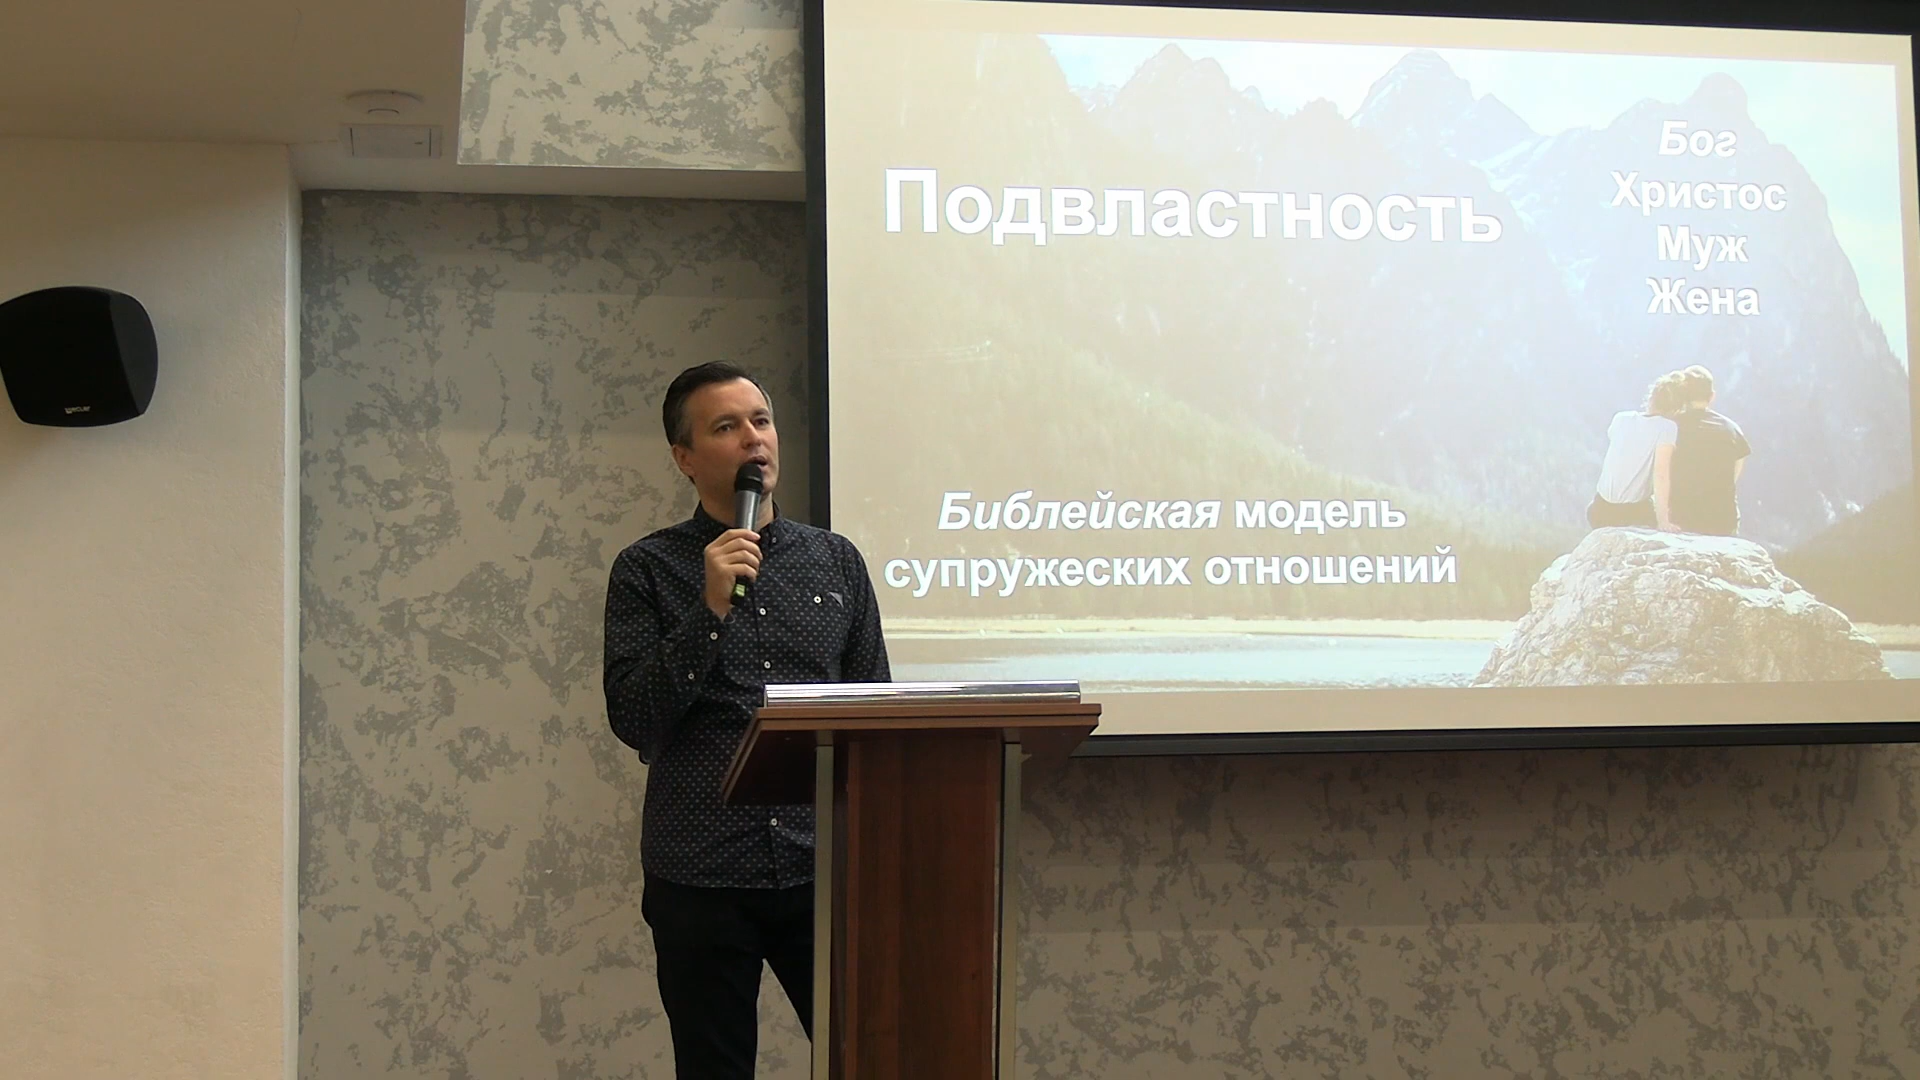 Бог
Христос
Муж
Жена
Подвластность
Библейская модель
супружеских отношений